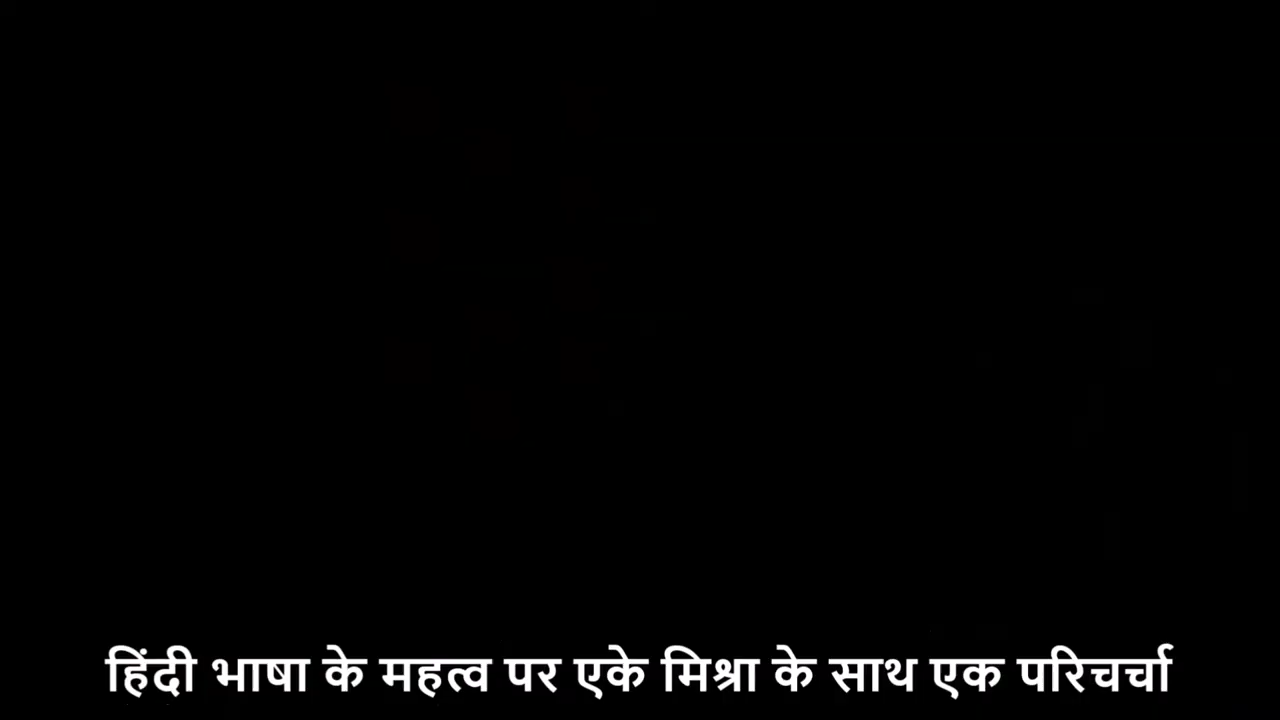 हिंदी भाषा के महत्व पर एके मिश्रा के साथ एक परिचर्चा